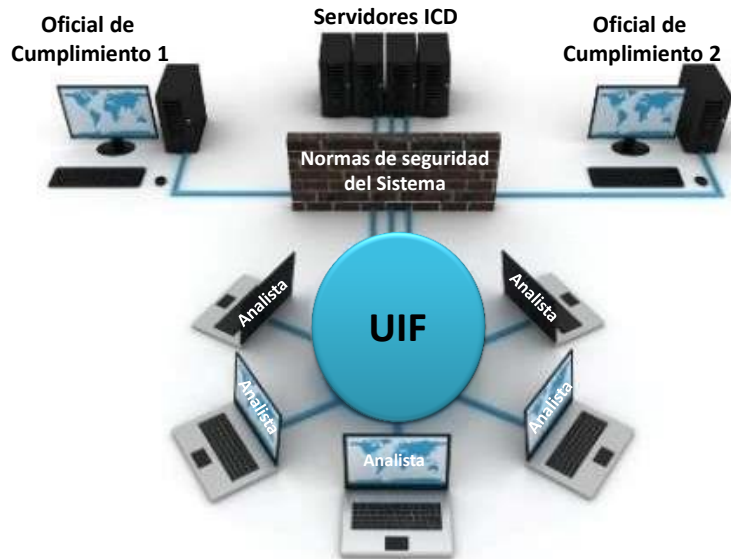 Oficial de
Cumplimiento 1
Servidores ICD
Oficial de
Cumplimiento 2
Normas de seguridad
del Sistema
UIF
Analista
Analista
Analista
Analista
Analista